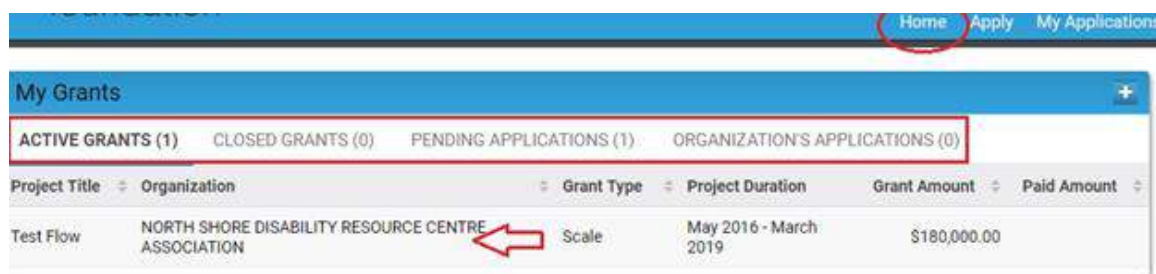 Home Apply My Applications
My Grants
ACTIVE GRANTS (1) CLOSED GRANTS (0) PENDING APPLICATIONS (1) ORGANIZATION'S APPLICATIONS (0)
Project Title Organization Grant Type Project Duration Grant Amount Paid Amount
Test Flow NORTH SHORE DISABILITY RESOURCE CENTRE Scale May 2016 - March $180,000.00
ASSOCIATION 2019